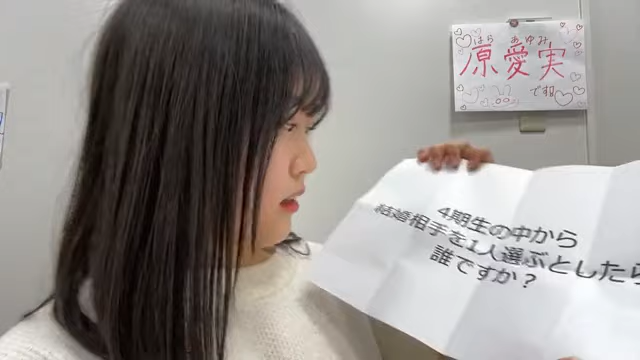 はら あゆみ
原 愛 実
です!!
4期生の中から
結婚相手を1人選ぶとしたら
誰ですか？